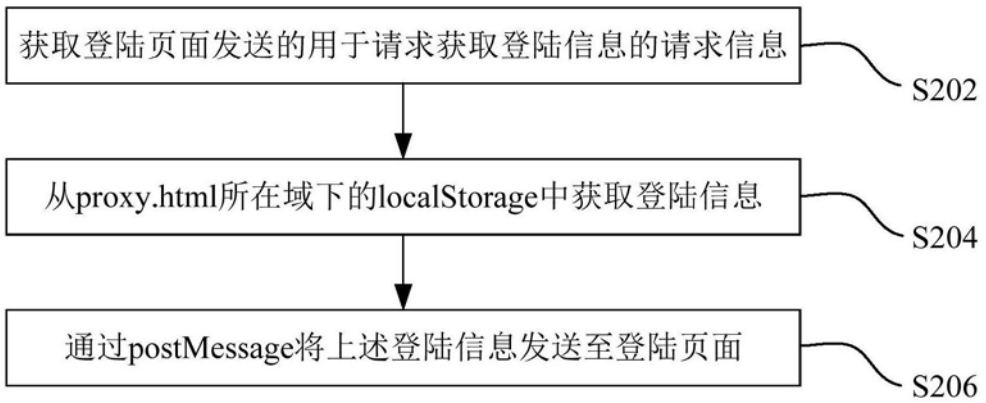 获取登陆页面发送的用于请求获取登陆信息的请求信息
S202
从proxy.html所在域下的localStorage中获取登陆信息
S204
通过postMessage将上述登陆信息发送至登陆页面
S206